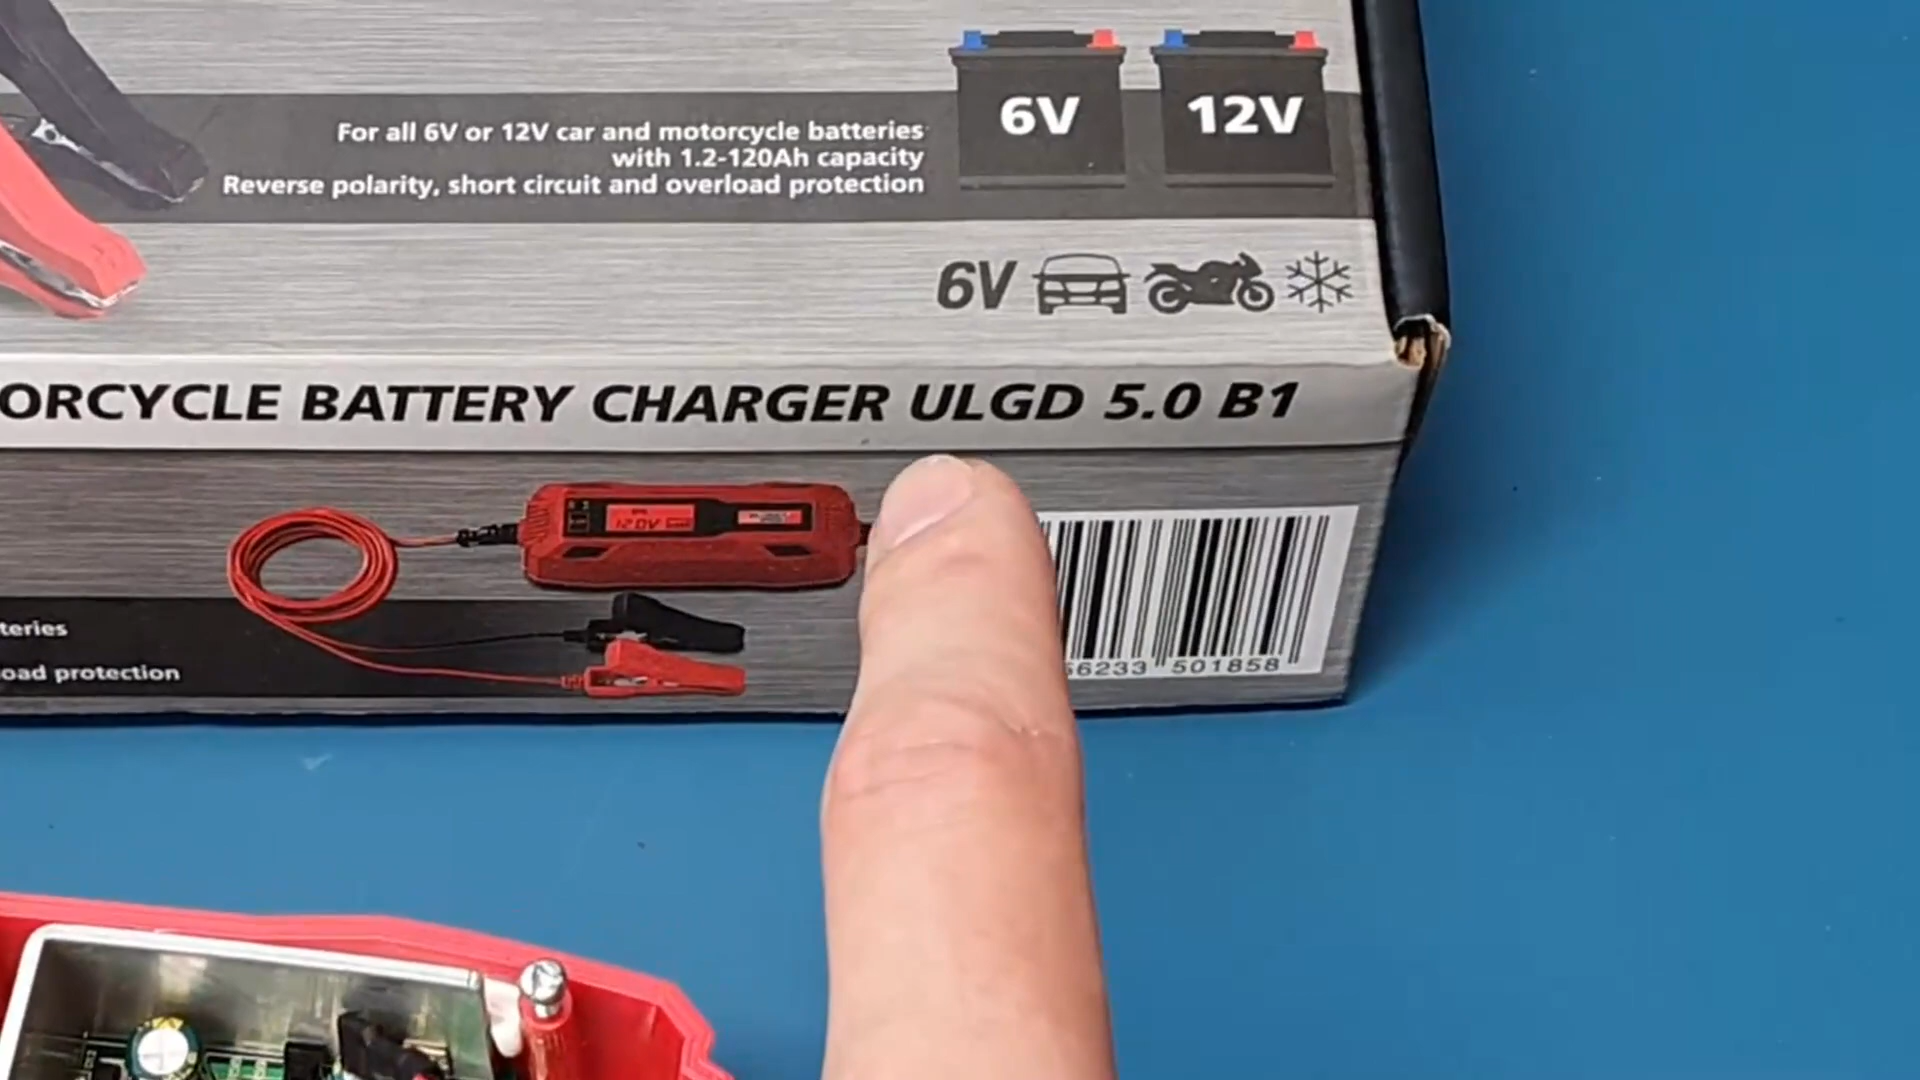 For all 6V or 12V car and motorcycle batteries
with 1.2-120Ah capacity
Reverse polarity, short circuit and overload protection
6V
12V
6V
ORCYCLE BATTERY CHARGER ULGD 5.0 B1
12.0V
teries
oad protection
56233 501858